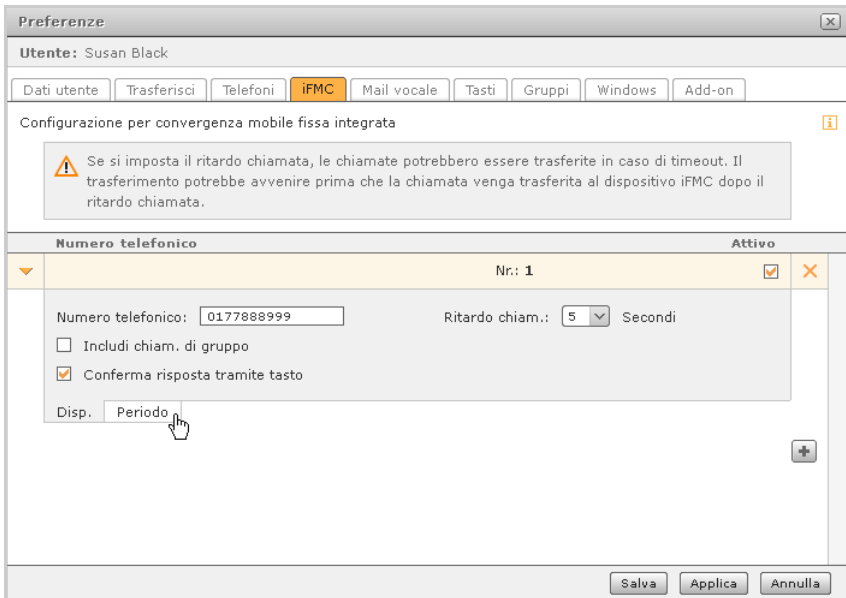 Preferenze
Utente: Susan Black
Dati utente Trasferisci Telefoni iFMC Mail vocale Tasti Gruppi Windows Add-on
Configurazione per convergenza mobile fissa integrata
Se si imposta il ritardo chiamata, le chiamate potrebbero essere trasferite in caso di timeout. Il
trasferimento potrebbe avvenire prima che la chiamata venga trasferita al dispositivo iFMC dopo il
ritardo chiamata.
Numero telefonico Attivo
Nr.: 1
Numero telefonico: 0177888999 Ritardo chiam.: 5 Secondi
Includi chiam. di gruppo
Conferma risposta tramite tasto
Disp. Periodo
Salva Applica Annulla